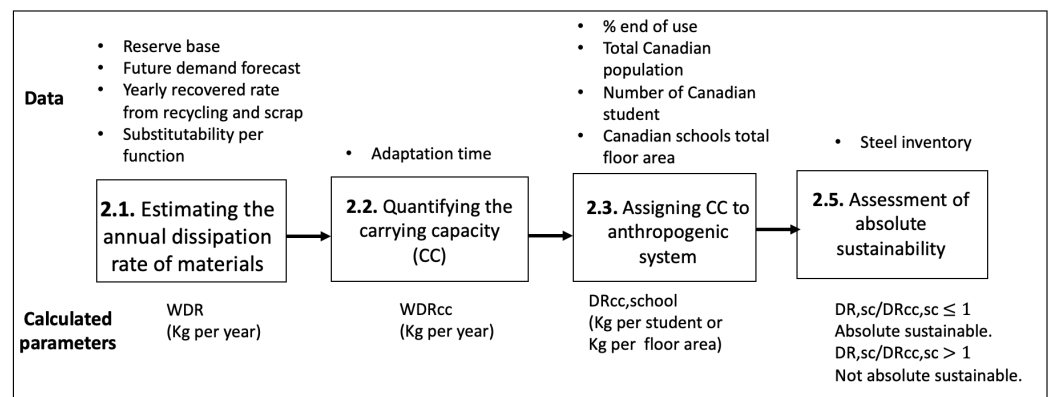 Data
• Reserve base
• Future demand forecast
• Yearly recovered rate
from recycling and scrap
• Substitutability per
function
• Adaptation time
• % end of use
• Total Canadian
population
• Number of Canadian
student
• Canadian schools total
floor area
• Steel inventory
2.1. Estimating the
annual dissipation
rate of materials
2.2. Quantifying the
carrying capacity
(CC)
2.3. Assigning CC to
anthropogenic
system
2.5. Assessment of
absolute
sustainability
Calculated
parameters
WDR
(Kg per year)
WDRcc
(Kg per year)
DRcc,school
(Kg per student or
Kg per floor area)
DR,sc/DRcc,sc ≤ 1
Absolute sustainable.
DR,sc/DRcc,sc > 1
Not absolute sustainable.